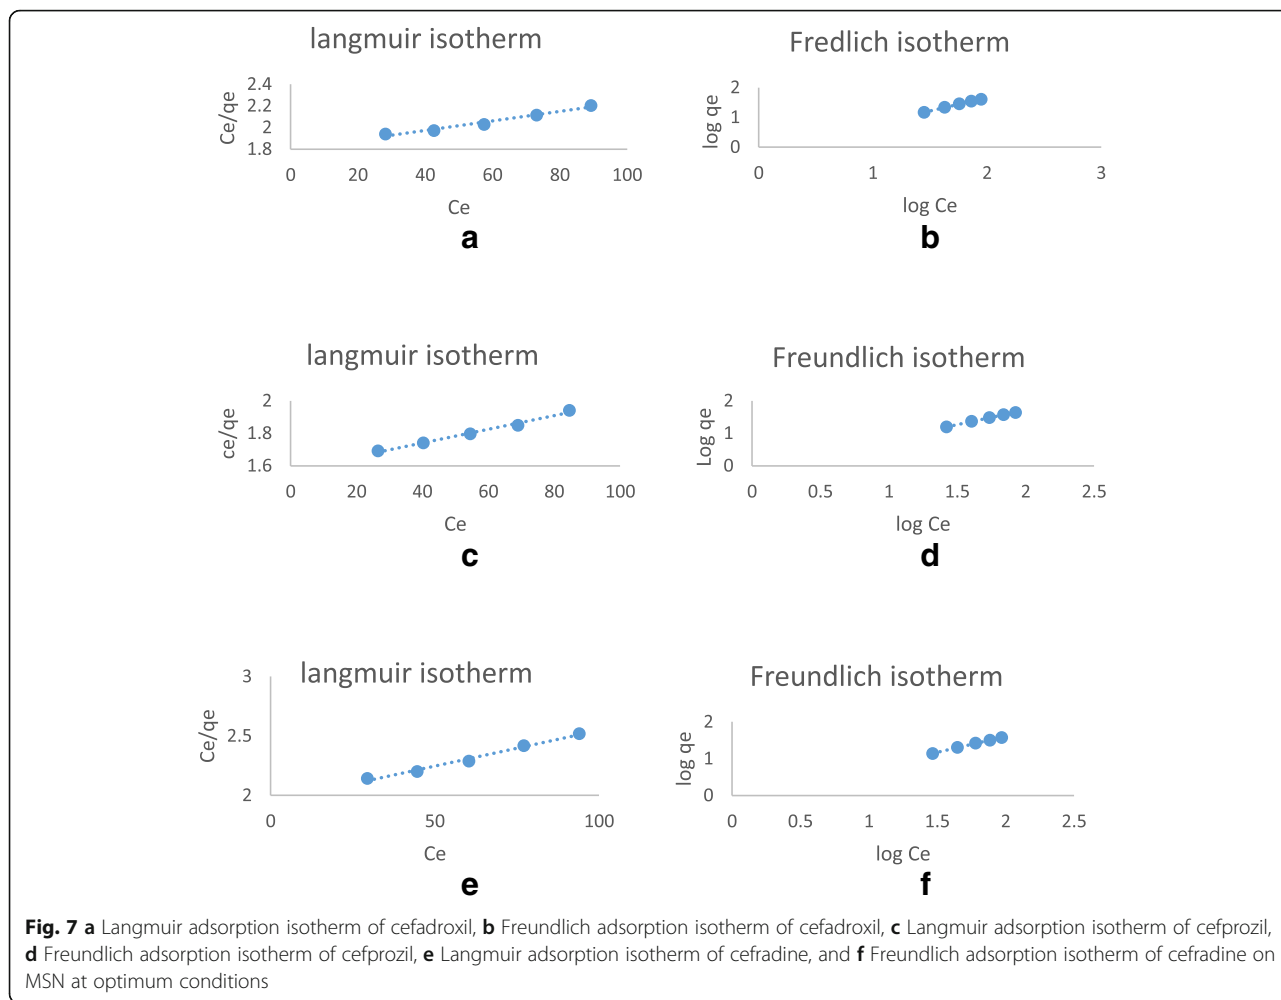 langmuir isotherm
Ce/qe
2.4
2.2
2
1.8
0 20 40 60 80 100
Ce
a
Fredlich isotherm
log qe
2
1
0
0 1 2 3
log Ce
b
langmuir isotherm
ce/qe
2
1.8
1.6
0 20 40 60 80 100
Ce
c
Freundlich isotherm
Log qe
2
1
0
0 0.5 1 1.5 2 2.5
log Ce
d
langmuir isotherm
Ce/qe
3
2.5
2
0 50 100
Ce
e
Freundlich isotherm
log qe
2
1
0
0 0.5 1 1.5 2 2.5
log Ce
f
Fig. 7 a Langmuir adsorption isotherm of cefadroxil, b Freundlich adsorption isotherm of cefadroxil, c Langmuir adsorption isotherm of cefprozil,
d Freundlich adsorption isotherm of cefprozil, e Langmuir adsorption isotherm of cefradine, and f Freundlich adsorption isotherm of cefradine on
MSN at optimum conditions